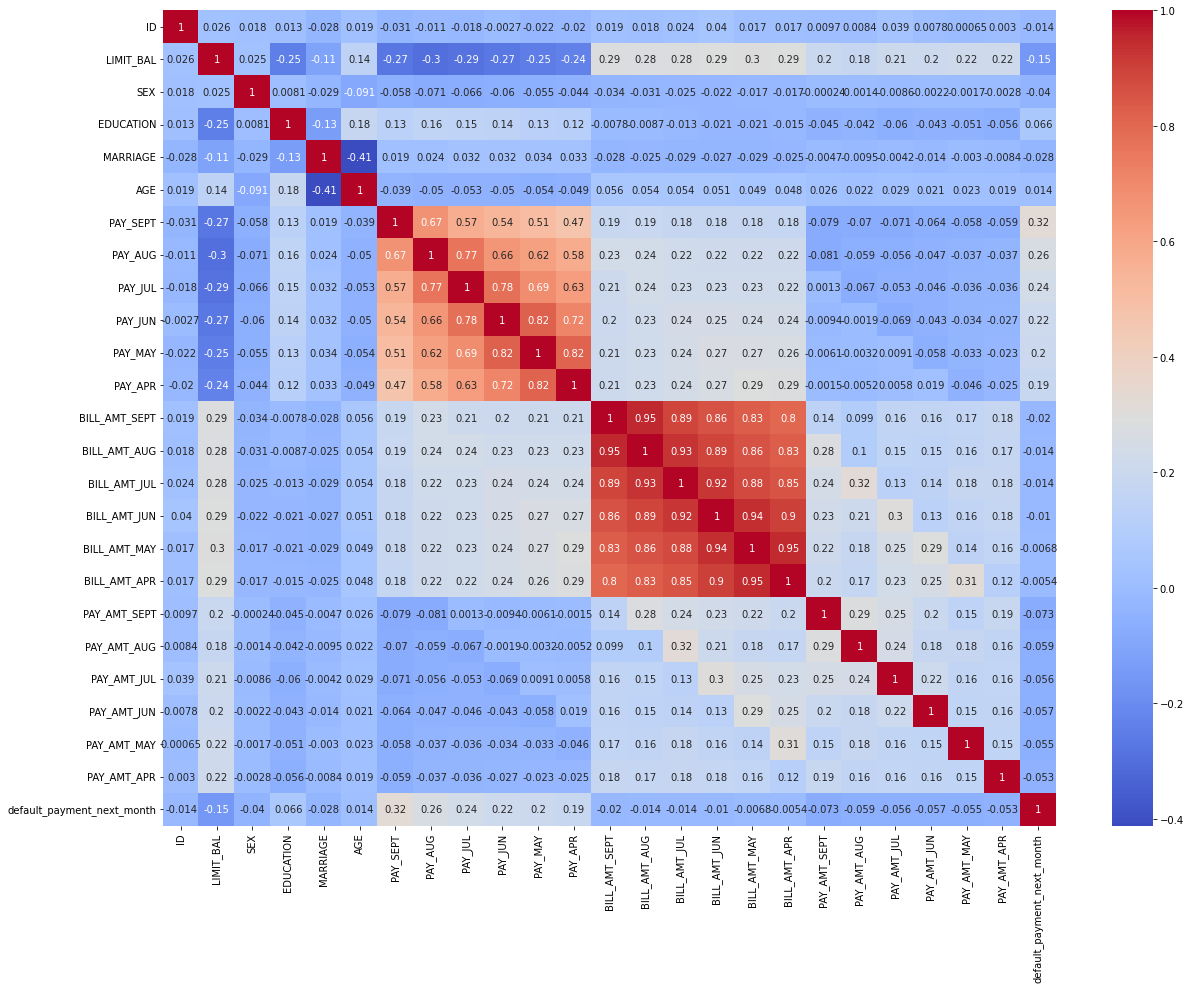 ID 1 0.026 0.018 0.013 -0.028 0.019 -0.031 -0.011 -0.018 -0.0027 -0.022 -0.02 0.019 0.018 0.024 0.04 0.017 0.017 0.0097 0.0084 0.039 0.0078 0.00065 0.003 -0.014
LIMIT_BAL 0.026 1 0.025 -0.25 -0.11 0.14 -0.27 -0.3 -0.29 -0.27 -0.25 -0.24 0.29 0.28 0.28 0.29 0.3 0.29 0.2 0.18 0.21 0.2 0.22 0.22 -0.15
SEX 0.018 0.025 1 0.0081 -0.029 -0.091 -0.058 -0.071 -0.066 -0.06 -0.055 -0.044 -0.034 -0.031 -0.025 -0.022 -0.017 -0.017 -0.00024 -0.0014 -0.0086 -0.0022 -0.0017 -0.0028 -0.04
EDUCATION 0.013 -0.25 0.0081 1 -0.13 0.18 0.13 0.16 0.15 0.14 0.13 0.12 -0.0078 -0.0087 -0.013 -0.021 -0.021 -0.015 -0.045 -0.042 -0.06 -0.043 -0.051 -0.056 0.066
MARRIAGE -0.028 -0.11 -0.029 -0.13 1 -0.41 0.019 0.024 0.032 0.032 0.034 0.033 -0.028 -0.025 -0.029 -0.027 -0.029 -0.025 -0.0047 -0.0095 -0.0042 -0.014 -0.003 -0.0084 -0.028
AGE 0.019 0.14 -0.091 0.18 -0.41 1 -0.039 -0.05 -0.053 -0.05 -0.054 -0.049 0.056 0.054 0.054 0.051 0.049 0.048 0.026 0.022 0.029 0.021 0.023 0.019 0.014
PAY_SEPT -0.031 -0.27 -0.058 0.13 0.019 -0.039 1 0.67 0.57 0.54 0.51 0.47 0.19 0.19 0.18 0.18 0.18 0.18 -0.079 -0.07 -0.071 -0.064 -0.058 -0.059 0.32
PAY_AUG -0.011 -0.3 -0.071 0.16 0.024 -0.05 0.67 1 0.77 0.66 0.62 0.58 0.23 0.24 0.22 0.22 0.22 0.22 -0.081 -0.059 -0.056 -0.047 -0.037 -0.037 0.26
PAY_JUL -0.018 -0.29 -0.066 0.15 0.032 -0.053 0.57 0.77 1 0.78 0.69 0.63 0.21 0.24 0.23 0.23 0.23 0.22 0.0013 -0.067 -0.053 -0.046 -0.036 -0.036 0.24
PAY_JUN -0.0027 -0.27 -0.06 0.14 0.032 -0.05 0.54 0.66 0.78 1 0.82 0.72 0.2 0.23 0.24 0.25 0.24 0.24 -0.0094 -0.0019 -0.069 -0.043 -0.034 -0.027 0.22
PAY_MAY -0.022 -0.25 -0.055 0.13 0.034 -0.054 0.51 0.62 0.69 0.82 1 0.82 0.21 0.23 0.24 0.27 0.27 0.26 -0.0061 -0.0032 0.0091 -0.058 -0.033 -0.023 0.2
PAY_APR -0.02 -0.24 -0.044 0.12 0.033 -0.049 0.47 0.58 0.63 0.72 0.82 1 0.21 0.23 0.24 0.27 0.29 0.29 -0.0015 -0.0052 0.0058 0.019 -0.046 -0.025 0.19
BILL_AMT_SEPT 0.019 0.29 -0.034 -0.0078 -0.028 0.056 0.19 0.23 0.21 0.2 0.21 0.21 1 0.95 0.89 0.86 0.83 0.8 0.14 0.099 0.16 0.16 0.17 0.18 -0.02
BILL_AMT_AUG 0.018 0.28 -0.031 -0.0087 -0.025 0.054 0.19 0.24 0.24 0.23 0.23 0.23 0.95 1 0.93 0.89 0.86 0.83 0.28 0.1 0.15 0.15 0.16 0.17 -0.014
BILL_AMT_JUL 0.024 0.28 -0.025 -0.013 -0.029 0.054 0.18 0.22 0.23 0.24 0.24 0.24 0.89 0.93 1 0.92 0.88 0.85 0.24 0.32 0.13 0.14 0.18 0.18 -0.014
BILL_AMT_JUN 0.04 0.29 -0.022 -0.021 -0.027 0.051 0.18 0.22 0.23 0.25 0.27 0.27 0.86 0.89 0.92 1 0.94 0.9 0.23 0.21 0.3 0.13 0.16 0.18 -0.01
BILL_AMT_MAY 0.017 0.3 -0.017 -0.021 -0.029 0.049 0.18 0.22 0.23 0.24 0.27 0.29 0.83 0.86 0.88 0.94 1 0.95 0.22 0.18 0.25 0.29 0.14 0.16 -0.0068
BILL_AMT_APR 0.017 0.29 -0.017 -0.015 -0.025 0.048 0.18 0.22 0.22 0.24 0.26 0.29 0.8 0.83 0.85 0.9 0.95 1 0.2 0.17 0.23 0.25 0.31 0.12 -0.0054
PAY_AMT_SEPT 0.0097 0.2 -0.00024 -0.045 -0.0047 0.026 -0.079 -0.081 0.0013 -0.0094 -0.0061 -0.0015 0.14 0.28 0.24 0.23 0.22 0.2 1 0.29 0.25 0.2 0.15 0.19 -0.073
PAY_AMT_AUG 0.0084 0.18 -0.0014 -0.042 -0.0095 0.022 -0.07 -0.059 -0.067 -0.0019 -0.0032 -0.0052 0.099 0.1 0.32 0.21 0.18 0.17 0.29 1 0.24 0.18 0.18 0.16 -0.059
PAY_AMT_JUL 0.039 0.21 -0.0086 -0.06 -0.0042 0.029 -0.071 -0.056 -0.053 -0.069 0.0091 0.0058 0.16 0.15 0.13 0.3 0.25 0.23 0.25 0.24 1 0.22 0.16 0.16 -0.056
PAY_AMT_JUN 0.0078 0.2 -0.0022 -0.043 -0.014 0.021 -0.064 -0.047 -0.046 -0.043 -0.058 0.019 0.16 0.15 0.14 0.13 0.29 0.25 0.2 0.18 0.22 1 0.15 0.16 -0.057
PAY_AMT_MAY 0.00065 0.22 -0.0017 -0.051 -0.003 0.023 -0.058 -0.037 -0.036 -0.034 -0.033 -0.046 0.17 0.16 0.18 0.16 0.14 0.31 0.15 0.18 0.16 0.15 1 0.15 -0.055
PAY_AMT_APR 0.003 0.22 -0.0028 -0.056 -0.0084 0.019 -0.059 -0.037 -0.036 -0.027 -0.023 -0.025 0.18 0.17 0.18 0.18 0.16 0.12 0.19 0.16 0.16 0.16 0.15 1 -0.053
default_payment_next_month -0.014 -0.15 -0.04 0.066 -0.028 0.014 0.32 0.26 0.24 0.22 0.2 0.19 -0.02 -0.014 -0.014 -0.01 -0.0068 -0.0054 -0.073 -0.059 -0.056 -0.057 -0.055 -0.053 1
ID
LIMIT_BAL
SEX
EDUCATION
MARRIAGE
AGE
PAY_SEPT
PAY_AUG
PAY_JUL
PAY_JUN
PAY_MAY
PAY_APR
BILL_AMT_SEPT
BILL_AMT_AUG
BILL_AMT_JUL
BILL_AMT_JUN
BILL_AMT_MAY
BILL_AMT_APR
PAY_AMT_SEPT
PAY_AMT_AUG
PAY_AMT_JUL
PAY_AMT_JUN
PAY_AMT_MAY
PAY_AMT_APR
default_payment_next_month
1.0
0.8
0.6
0.4
0.2
0.0
−0.2
−0.4